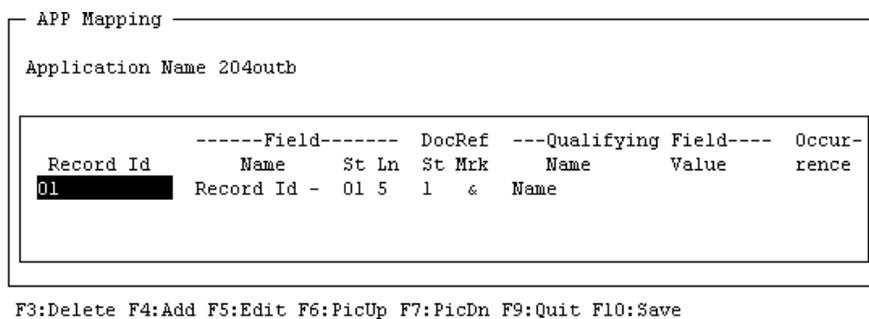 APP Mapping
Application Name 204outb
------Field------- DocRef ---Qualifying Field---- Occur-
Record Id Name St Ln St Mrk Name Value rence
01 Record Id - 01 5 1 & Name
F3:Delete F4:Add F5:Edit F6:PicUp F7:PicDn F9:Quit F10:Save